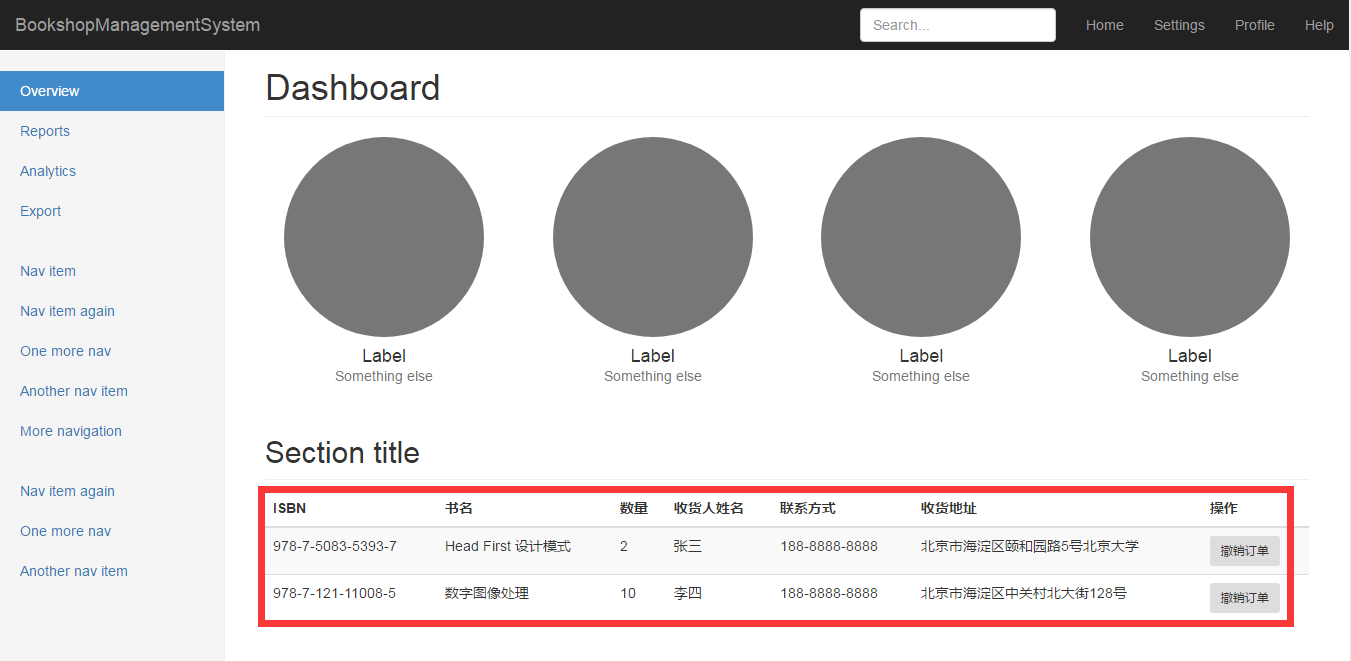 BookshopManagementSystem Search... Home Settings Profile Help
Overview
Reports
Analytics
Export
Nav item
Nav item again
One more nav
Another nav item
More navigation
Nav item again
One more nav
Another nav item
Dashboard
Label Label Label Label
Something else Something else Something else Something else
Section title
ISBN 书名 数量 收货人姓名 联系方式 收货地址 操作
978-7-5083-5393-7 Head First 设计模式 2 张三 188-8888-8888 北京市海淀区颐和园路5号北京大学 撤销订单
978-7-121-11008-5 数字图像处理 10 李四 188-8888-8888 北京市海淀区中关村北大街128号 撤销订单